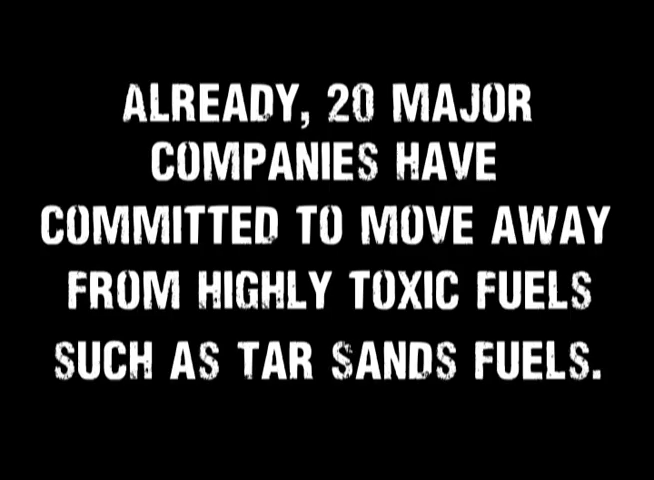 ALREADY, 20 MAJOR
COMPANIES HAVE
COMMITTED TO MOVE AWAY
FROM HIGHLY TOXIC FUELS
SUCH AS TAR SANDS FUELS.